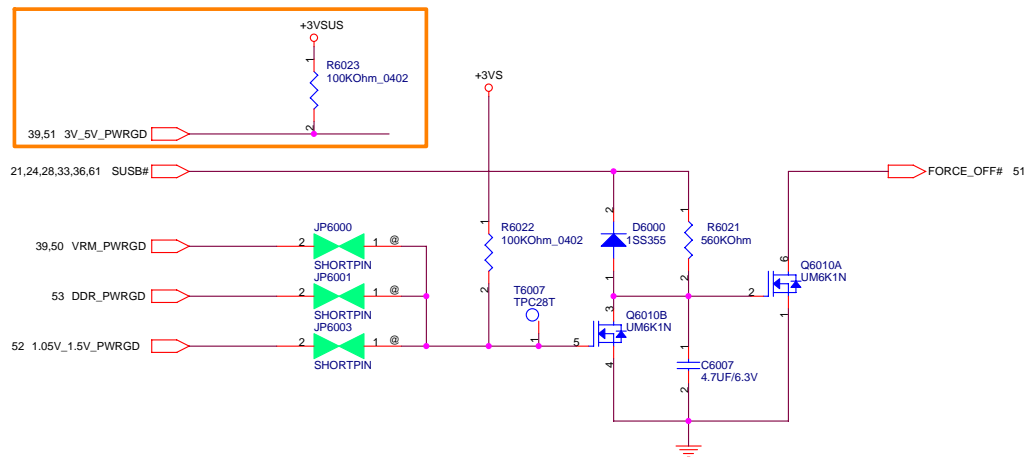 +3VSUS
1
R6023
100KOhm_0402
2
39,51 3V_5V_PWRGD
+3VS
21,24,28,33,36,61 SUSB#
FORCE_OFF# 51
JP6000
39,50 VRM_PWRGD
2
1
@
SHORTPIN
JP6001
53 DDR_PWRGD
2
1
@
SHORTPIN
JP6003
52 1.05V_1.5V_PWRGD
2
1
@
SHORTPIN
1
R6022
100KOhm_0402
2
T6007
TPC28T
1
2
D6000
1SS355
1
1
R6021
560KOhm
2
Q6010A
UM6K1N
6
2
1
Q6010B
UM6K1N
3
5
4
1
C6007
4.7UF/6.3V
2